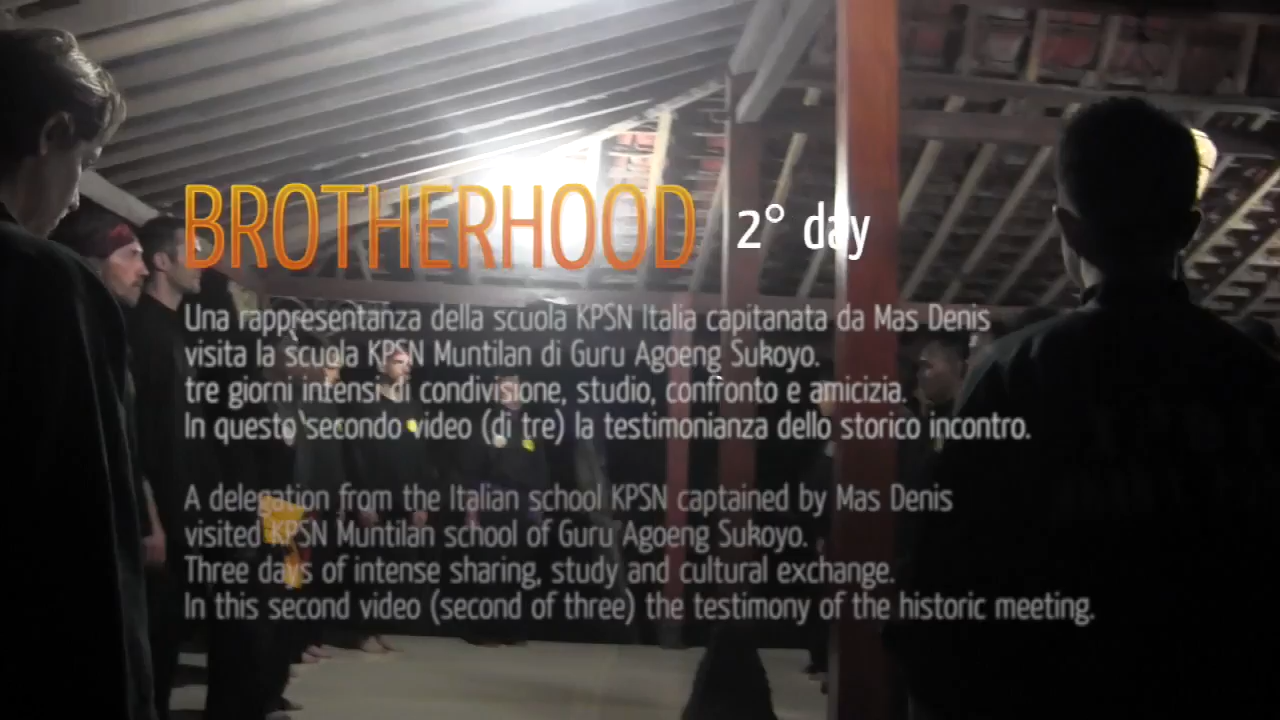 BROTHERHOOD 2° day
Una rappresentanza della scuola KPSN Italia capitanata da Mas Denis
visita la scuola KPSN Muntilan di Guru Agoeng Sukoyo.
tre giorni intensi di condivisione, studio, confronto e amicizia.
In questo secondo video (di tre) la testimonianza dello storico incontro.
A delegation from the Italian school KPSN captained by Mas Denis
visited KPSN Muntilan school of Guru Agoeng Sukoyo.
Three days of intense sharing, study and cultural exchange.
In this second video (second of three) the testimony of the historic meeting.